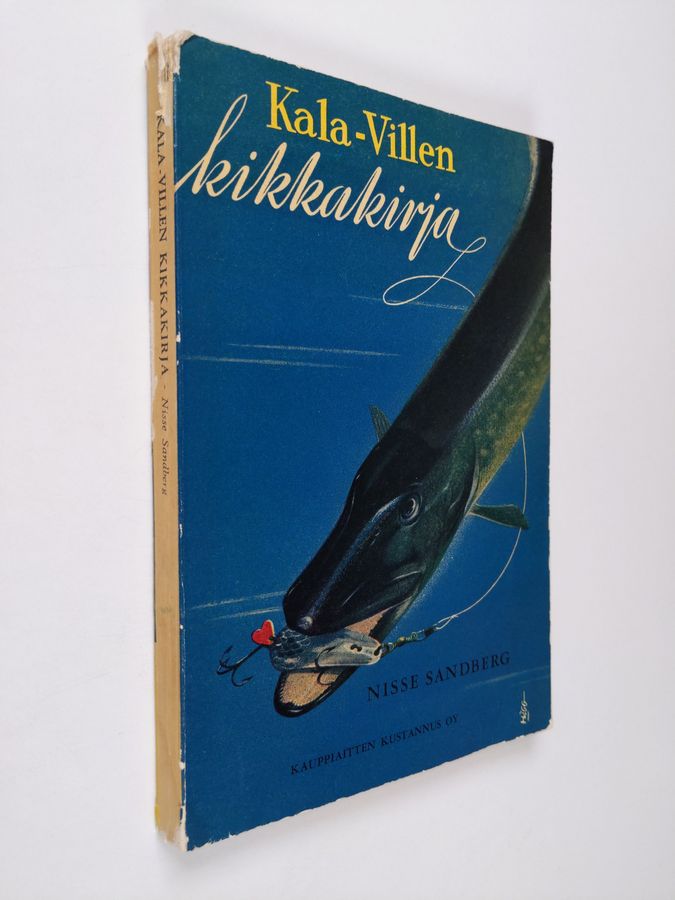 Kala-Villen
kikkakirja
NISSE SANDBERG
KAUPPIAITTEN KUSTANNUS OY
KALA-VILLEN KIKKAKIRJA - Nisse Sandberg